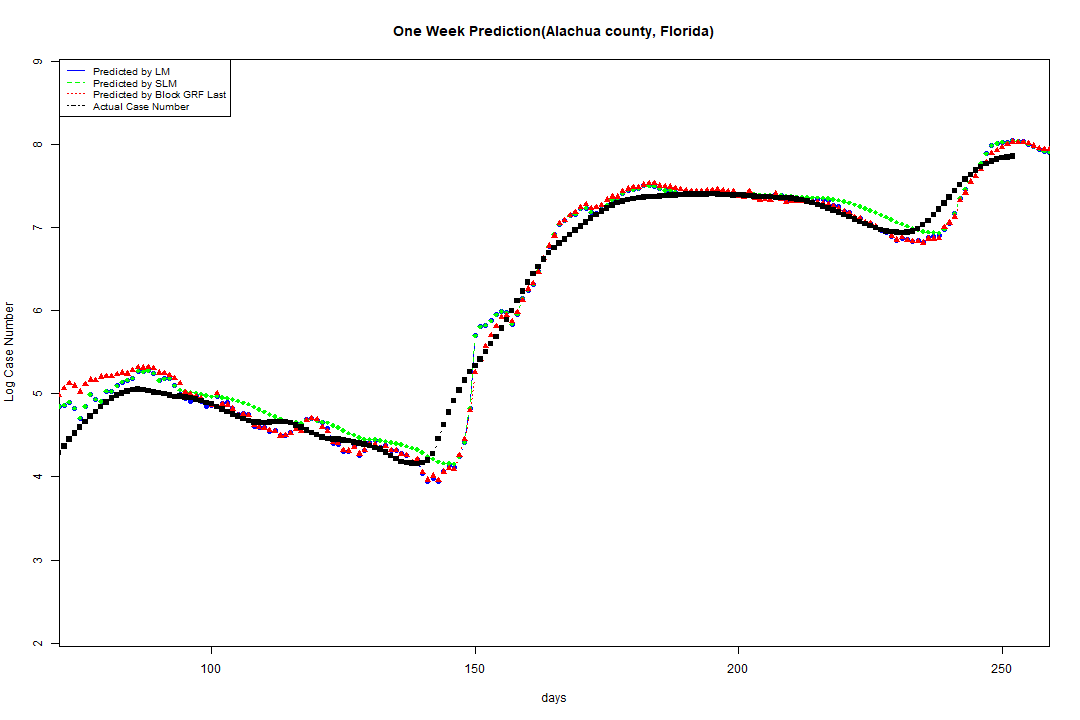 One Week Prediction(Alachua county, Florida)
Predicted by LM
Predicted by SLM
Predicted by Block GRF Last
Actual Case Number
9
8
7
6
5
4
3
2
Log Case Number
100 150 200 250
days